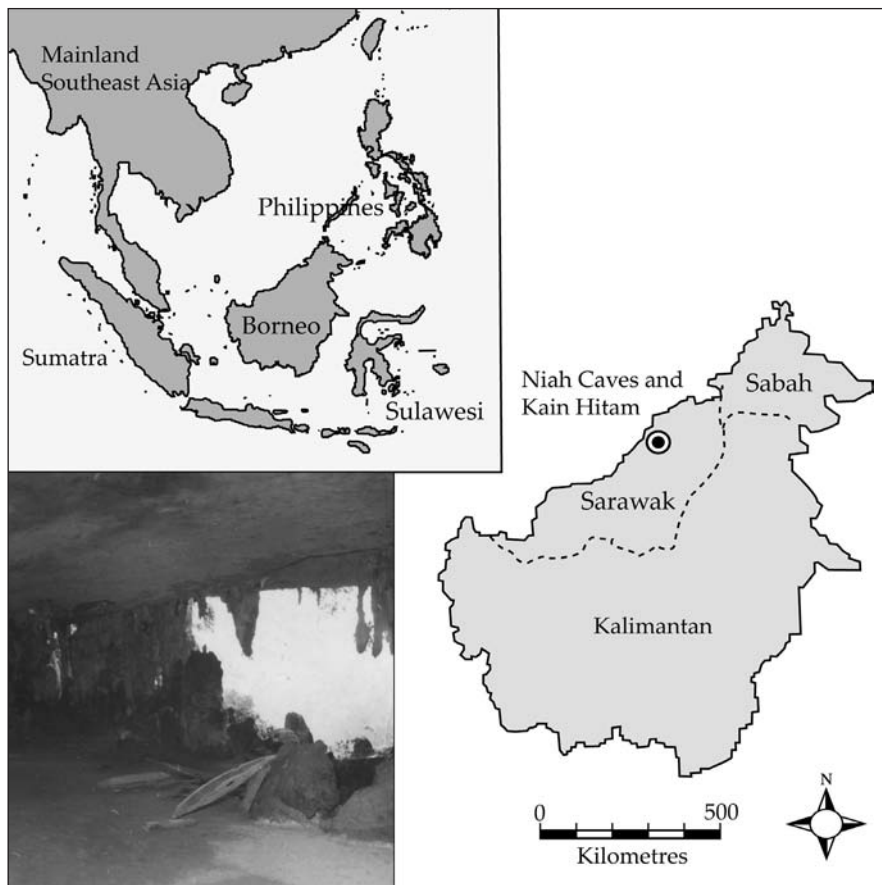 Mainland
Southeast Asia
Philippines
Borneo
Sumatra
Sulawesi
Niah Caves and
Kain Hitam
Sabah
Sarawak
Kalimantan
N
0 500
Kilometres